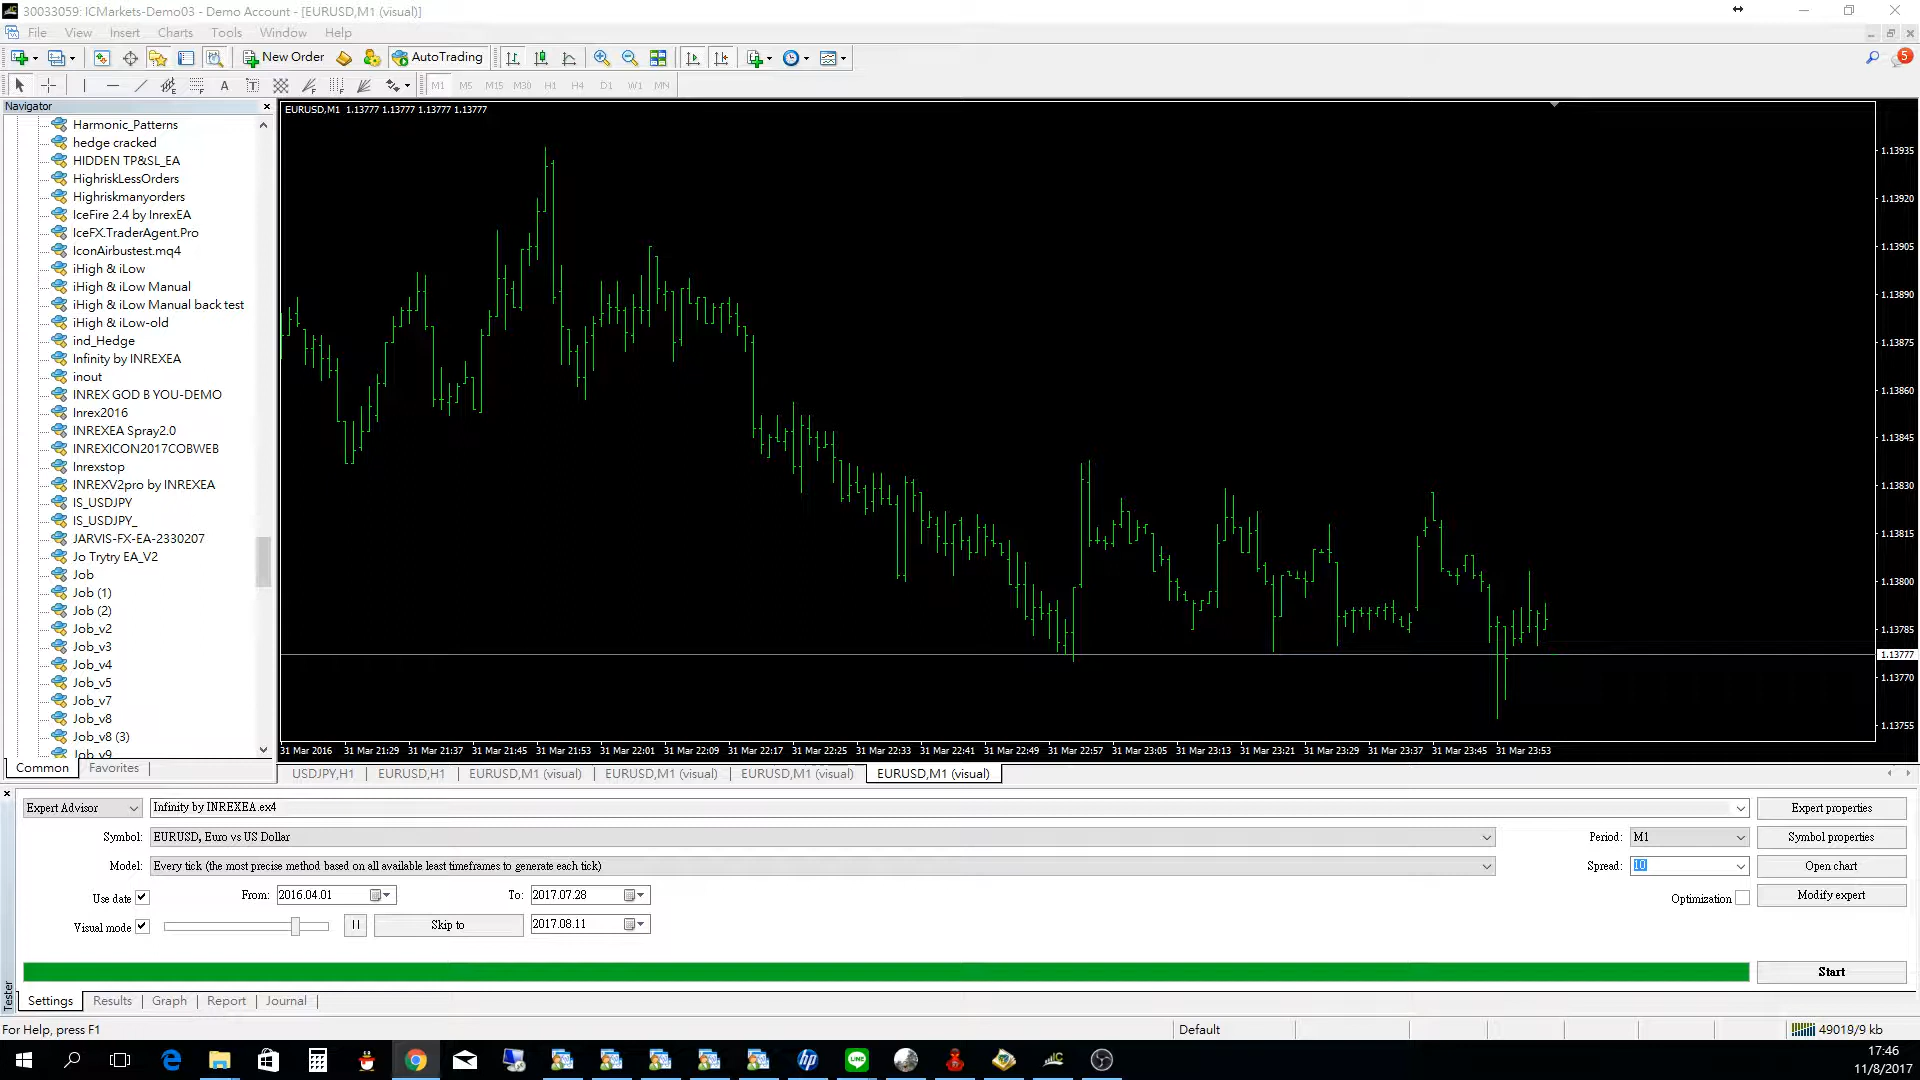 30033059: ICMarkets-Demo03 - Demo Account - [EURUSD,M1 (visual)]
File View Insert Charts Tools Window Help
New Order AutoTrading
5
A T M1 M5 M15 M30 H1 H4 D1 W1 MN
Navigator
Harmonic_Patterns
hedge cracked
HIDDEN TP&SL_EA
HighriskLessOrders
Highriskmanyorders
IceFire 2.4 by InrexEA
IceFX.TraderAgent.Pro
IconAirbustest.mq4
iHigh & iLow
iHigh & iLow Manual
iHigh & iLow Manual back test
iHigh & iLow-old
ind_Hedge
Infinity by INREXEA
inout
INREX GOD B YOU-DEMO
Inrex2016
INREXEA Spray2.0
INREXICON2017COBWEB
Inrexstop
INREXV2pro by INREXEA
IS_USDJPY
IS_USDJPY_
JARVIS-FX-EA-2330207
Jo Trytry EA_V2
Job
Job (1)
Job (2)
Job_v2
Job_v3
Job_v4
Job_v5
Job_v7
Job_v8
Job_v8 (3)
Job_v9
Common Favorites
EURUSD,M1 1.13777 1.13777 1.13777 1.13777
1.13935
1.13920
1.13905
1.13890
1.13875
1.13860
1.13845
1.13830
1.13815
1.13800
1.13785
1.13777
1.13770
1.13755
31 Mar 2016 31 Mar 21:29 31 Mar 21:37 31 Mar 21:45 31 Mar 21:53 31 Mar 22:01 31 Mar 22:09 31 Mar 22:17 31 Mar 22:25 31 Mar 22:33 31 Mar 22:41 31 Mar 22:49 31 Mar 22:57 31 Mar 23:05 31 Mar 23:13 31 Mar 23:21 31 Mar 23:29 31 Mar 23:37 31 Mar 23:45 31 Mar 23:53
USDJPY,H1 EURUSD,H1 EURUSD,M1 (visual) EURUSD,M1 (visual) EURUSD,M1 (visual) EURUSD,M1 (visual)
Expert Advisor Infinity by INREXEA.ex4 Expert properties
Symbol: EURUSD, Euro vs US Dollar Period: M1 Symbol properties
Model: Every tick (the most precise method based on all available least timeframes to generate each tick) Spread: 10 Open chart
Use date From: 2016.04.01 To: 2017.07.28 Optimization Modify expert
Visual mode Skip to 2017.08.11
Start
Tester
Settings Results Graph Report Journal
For Help, press F1 Default 49019/9 kb
hp LINE
17:46
11/8/2017